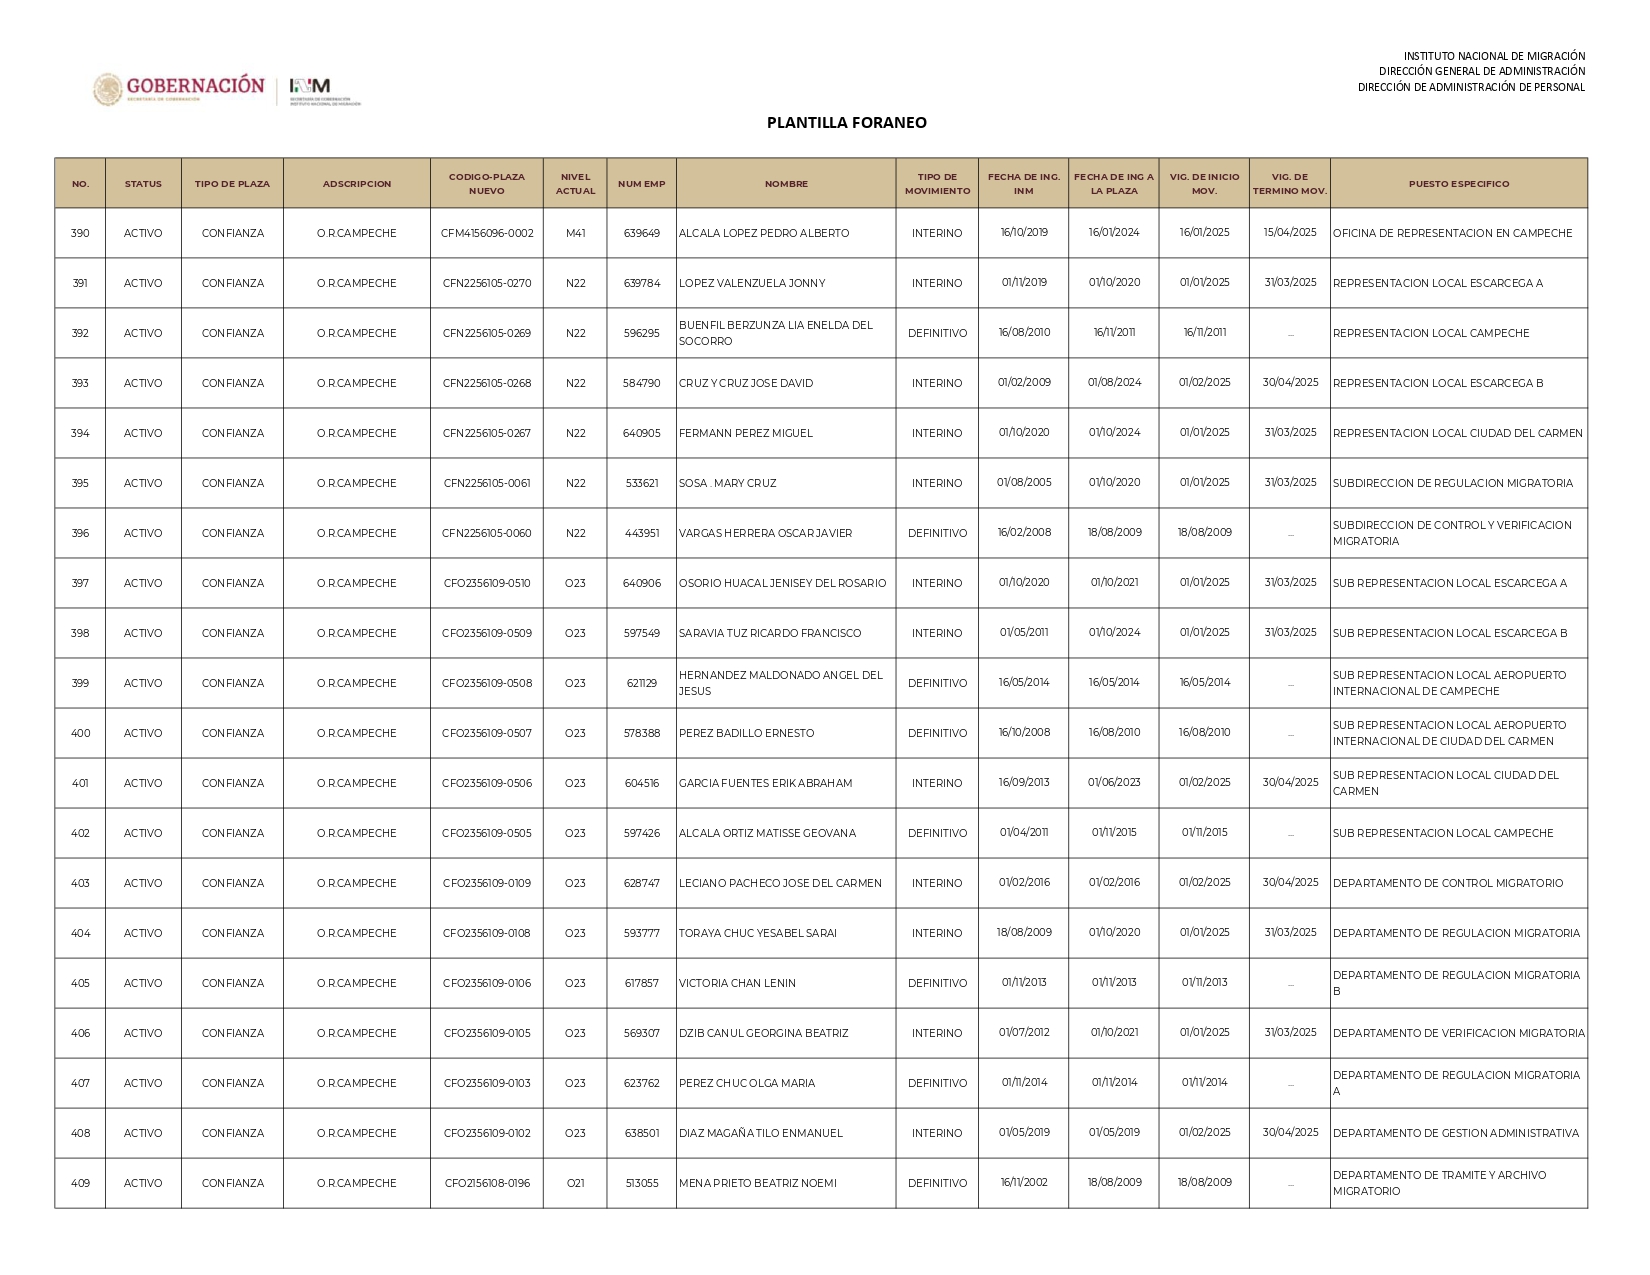 INSTITUTO NACIONAL DE MIGRACIÓN
DIRECCIÓN GENERAL DE ADMINISTRACIÓN
DIRECCIÓN DE ADMINISTRACIÓN DE PERSONAL
GOBERNACIÓN
SECRETARÍA DE GOBERNACIÓN
INM
SECRETARÍA DE GOBERNACIÓN
INSTITUTO NACIONAL DE MIGRACIÓN
PLANTILLA FORANEO
NO. STATUS TIPO DE PLAZA ADSCRIPCION CODIGO-PLAZA NUEVO NIVEL ACTUAL NUM EMP NOMBRE TIPO DE MOVIMIENTO FECHA DE ING. INM FECHA DE ING A LA PLAZA VIG. DE INICIO MOV. VIG. DE TERMINO MOV. PUESTO ESPECIFICO
390 ACTIVO CONFIANZA O.R.CAMPECHE CFM4156096-0002 M41 639649 ALCALA LOPEZ PEDRO ALBERTO INTERINO 16/10/2019 16/01/2024 16/01/2025 15/04/2025 OFICINA DE REPRESENTACION EN CAMPECHE
391 ACTIVO CONFIANZA O.R.CAMPECHE CFN2256105-0270 N22 639784 LOPEZ VALENZUELA JONNY INTERINO 01/11/2019 01/10/2020 01/01/2025 31/03/2025 REPRESENTACION LOCAL ESCARCEGA A
392 ACTIVO CONFIANZA O.R.CAMPECHE CFN2256105-0269 N22 596295 BUENFIL BERZUNZA LIA ENELDA DEL SOCORRO DEFINITIVO 16/08/2010 16/11/2011 16/11/2011 ... REPRESENTACION LOCAL CAMPECHE
393 ACTIVO CONFIANZA O.R.CAMPECHE CFN2256105-0268 N22 584790 CRUZ Y CRUZ JOSE DAVID INTERINO 01/02/2009 01/08/2024 01/02/2025 30/04/2025 REPRESENTACION LOCAL ESCARCEGA B
394 ACTIVO CONFIANZA O.R.CAMPECHE CFN2256105-0267 N22 640905 FERMANN PEREZ MIGUEL INTERINO 01/10/2020 01/10/2024 01/01/2025 31/03/2025 REPRESENTACION LOCAL CIUDAD DEL CARMEN
395 ACTIVO CONFIANZA O.R.CAMPECHE CFN2256105-0061 N22 533621 SOSA . MARY CRUZ INTERINO 01/08/2005 01/10/2020 01/01/2025 31/03/2025 SUBDIRECCION DE REGULACION MIGRATORIA
396 ACTIVO CONFIANZA O.R.CAMPECHE CFN2256105-0060 N22 443951 VARGAS HERRERA OSCAR JAVIER DEFINITIVO 16/02/2008 18/08/2009 18/08/2009 ... SUBDIRECCION DE CONTROL Y VERIFICACION MIGRATORIA
397 ACTIVO CONFIANZA O.R.CAMPECHE CFO2356109-0510 O23 640906 OSORIO HUACAL JENISEY DEL ROSARIO INTERINO 01/10/2020 01/10/2021 01/01/2025 31/03/2025 SUB REPRESENTACION LOCAL ESCARCEGA A
398 ACTIVO CONFIANZA O.R.CAMPECHE CFO2356109-0509 O23 597549 SARAVIA TUZ RICARDO FRANCISCO INTERINO 01/05/2011 01/10/2024 01/01/2025 31/03/2025 SUB REPRESENTACION LOCAL ESCARCEGA B
399 ACTIVO CONFIANZA O.R.CAMPECHE CFO2356109-0508 O23 621129 HERNANDEZ MALDONADO ANGEL DEL JESUS DEFINITIVO 16/05/2014 16/05/2014 16/05/2014 ... SUB REPRESENTACION LOCAL AEROPUERTO INTERNACIONAL DE CAMPECHE
400 ACTIVO CONFIANZA O.R.CAMPECHE CFO2356109-0507 O23 578388 PEREZ BADILLO ERNESTO DEFINITIVO 16/10/2008 16/08/2010 16/08/2010 ... SUB REPRESENTACION LOCAL AEROPUERTO INTERNACIONAL DE CIUDAD DEL CARMEN
401 ACTIVO CONFIANZA O.R.CAMPECHE CFO2356109-0506 O23 604516 GARCIA FUENTES ERIK ABRAHAM INTERINO 16/09/2013 01/06/2023 01/02/2025 30/04/2025 SUB REPRESENTACION LOCAL CIUDAD DEL CARMEN
402 ACTIVO CONFIANZA O.R.CAMPECHE CFO2356109-0505 O23 597426 ALCALA ORTIZ MATISSE GEOVANA DEFINITIVO 01/04/2011 01/11/2015 01/11/2015 ... SUB REPRESENTACION LOCAL CAMPECHE
403 ACTIVO CONFIANZA O.R.CAMPECHE CFO2356109-0109 O23 628747 LECIANO PACHECO JOSE DEL CARMEN INTERINO 01/02/2016 01/02/2016 01/02/2025 30/04/2025 DEPARTAMENTO DE CONTROL MIGRATORIO
404 ACTIVO CONFIANZA O.R.CAMPECHE CFO2356109-0108 O23 593777 TORAYA CHUC YESABEL SARAI INTERINO 18/08/2009 01/10/2020 01/01/2025 31/03/2025 DEPARTAMENTO DE REGULACION MIGRATORIA
405 ACTIVO CONFIANZA O.R.CAMPECHE CFO2356109-0106 O23 617857 VICTORIA CHAN LENIN DEFINITIVO 01/11/2013 01/11/2013 01/11/2013 ... DEPARTAMENTO DE REGULACION MIGRATORIA B
406 ACTIVO CONFIANZA O.R.CAMPECHE CFO2356109-0105 O23 569307 DZIB CANUL GEORGINA BEATRIZ INTERINO 01/07/2012 01/10/2021 01/01/2025 31/03/2025 DEPARTAMENTO DE VERIFICACION MIGRATORIA
407 ACTIVO CONFIANZA O.R.CAMPECHE CFO2356109-0103 O23 623762 PEREZ CHUC OLGA MARIA DEFINITIVO 01/11/2014 01/11/2014 01/11/2014 ... DEPARTAMENTO DE REGULACION MIGRATORIA A
408 ACTIVO CONFIANZA O.R.CAMPECHE CFO2356109-0102 O23 638501 DIAZ MAGAÑA TILO ENMANUEL INTERINO 01/05/2019 01/05/2019 01/02/2025 30/04/2025 DEPARTAMENTO DE GESTION ADMINISTRATIVA
409 ACTIVO CONFIANZA O.R.CAMPECHE CFO2156108-0196 O21 513055 MENA PRIETO BEATRIZ NOEMI DEFINITIVO 16/11/2002 18/08/2009 18/08/2009 ... DEPARTAMENTO DE TRAMITE Y ARCHIVO MIGRATORIO